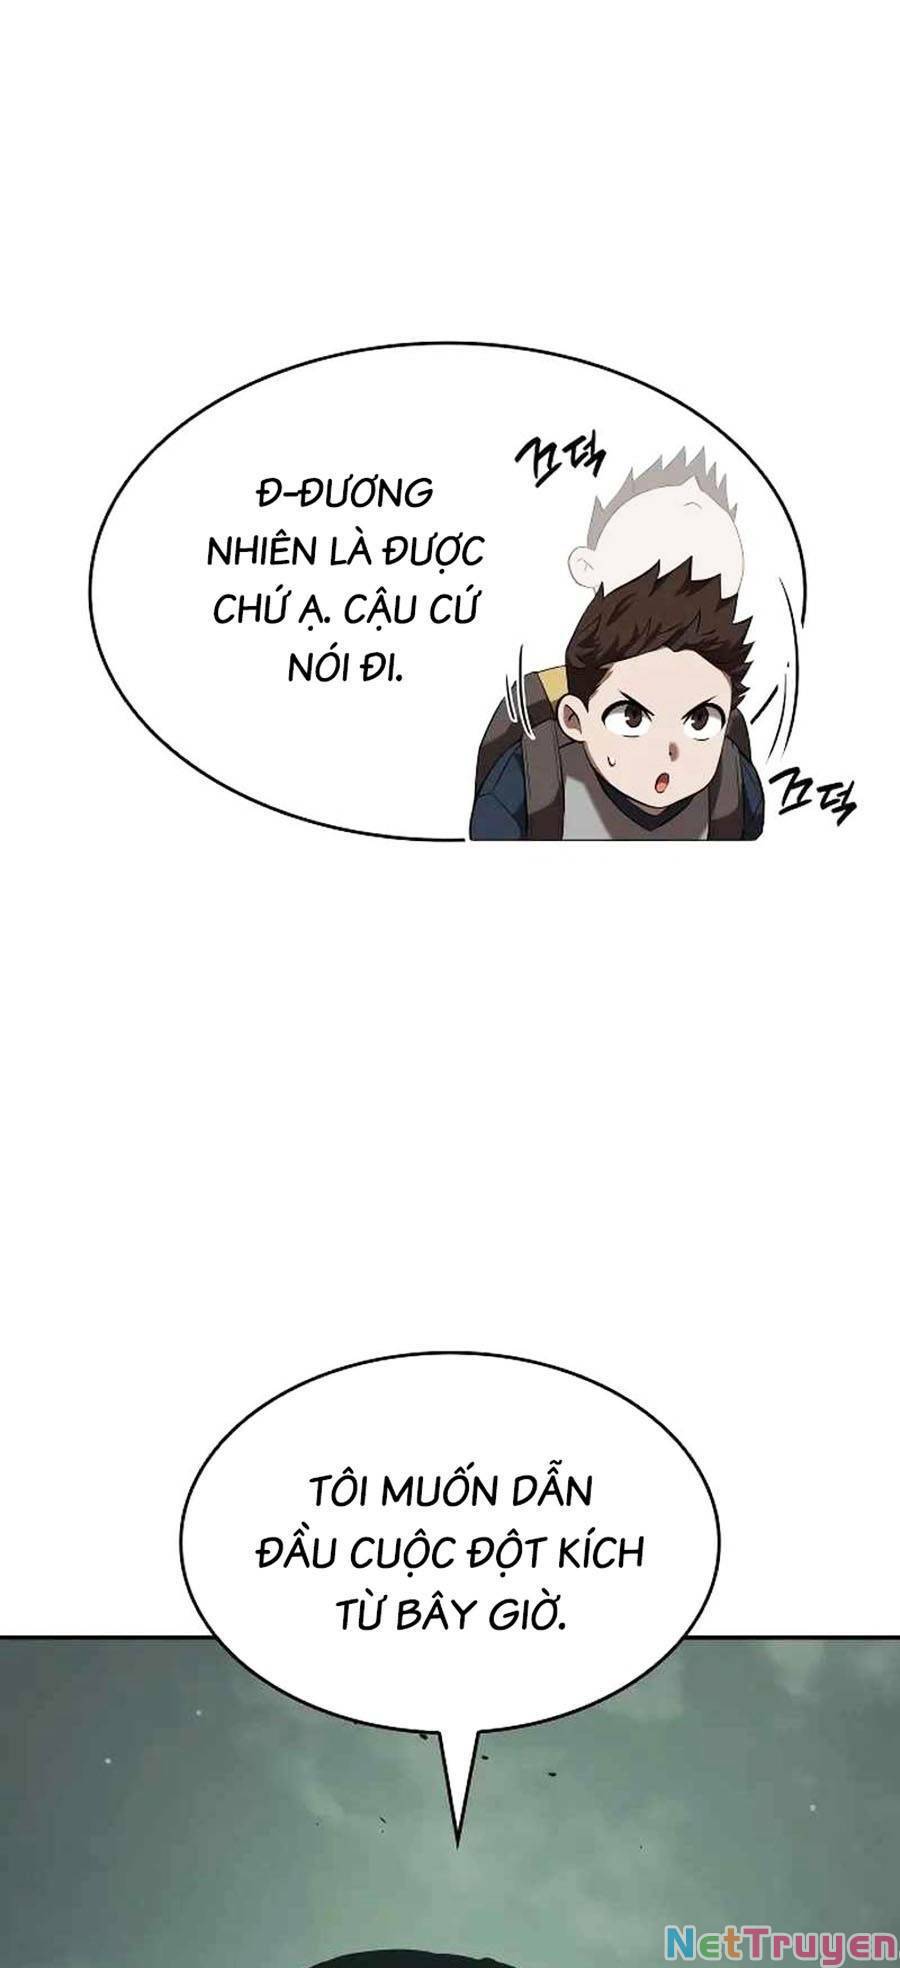 끄덕
Đ-ĐƯƠNG
NHIÊN LÀ ĐƯỢC
CHỨ Ạ. CẬU CỨ
NÓI ĐI.
끄덕
TÔI MUỐN DẪN
ĐẦU CUỘC ĐỘT KÍCH
TỪ BÂY GIỜ.
NetTruyen